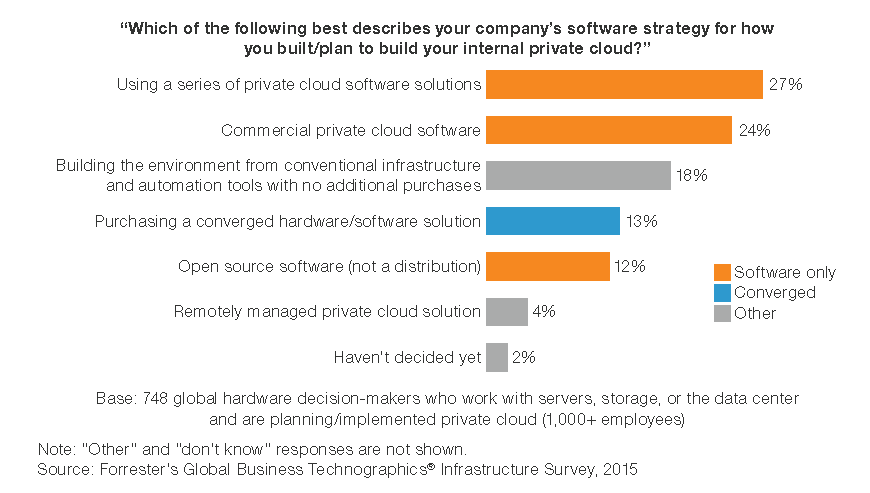 “Which of the following best describes your company’s software strategy for how
you built/plan to build your internal private cloud?”
Using a series of private cloud software solutions 27%
Commercial private cloud software 24%
Building the environment from conventional infrastructure
and automation tools with no additional purchases 18%
Purchasing a converged hardware/software solution 13%
Open source software (not a distribution) 12%
Remotely managed private cloud solution 4%
Haven't decided yet 2%
Software only
Converged
Other
Base: 748 global hardware decision-makers who work with servers, storage, or the data center
and are planning/implemented private cloud (1,000+ employees)
Note: "Other" and "don't know" responses are not shown.
Source: Forrester's Global Business Technographics® Infrastructure Survey, 2015